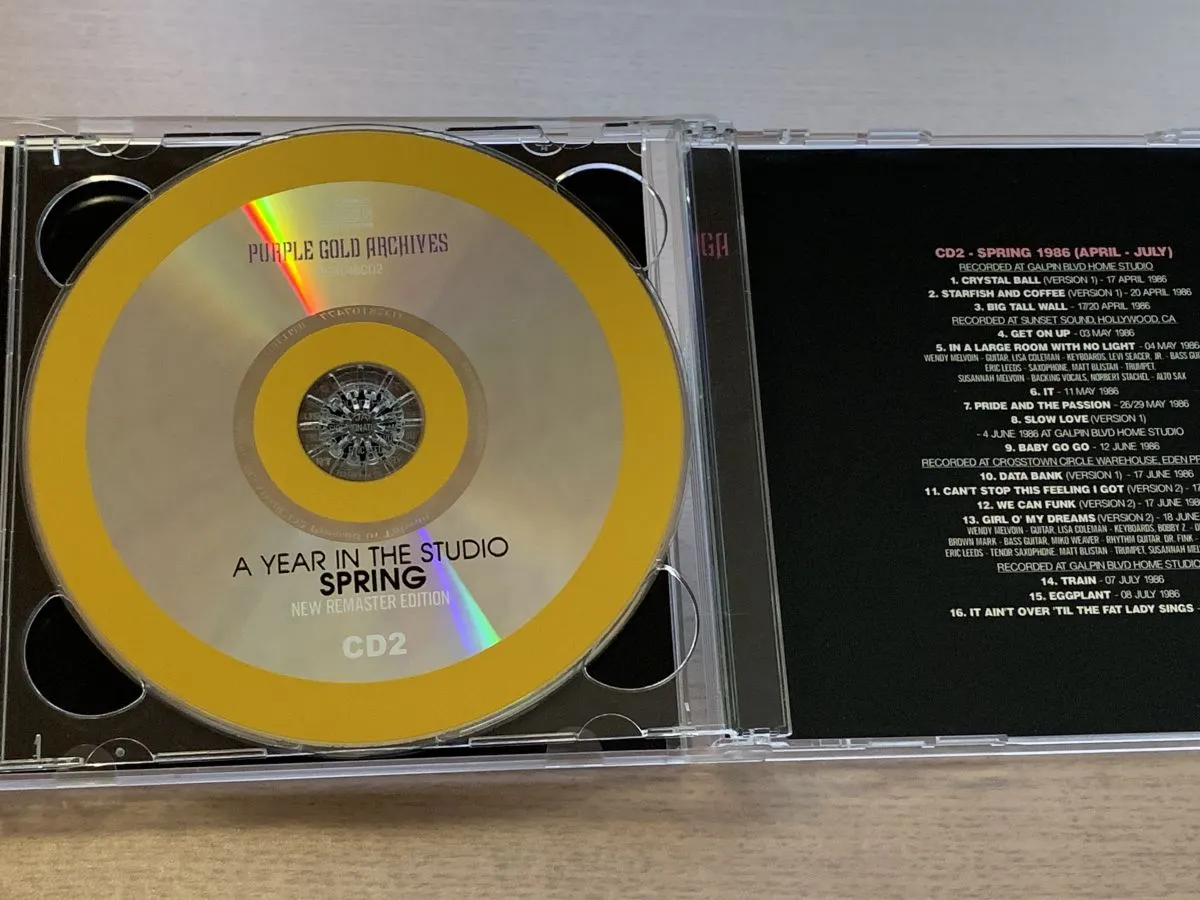 PURPLE GOLD ARCHIVES
A YEAR IN THE STUDIO
SPRING
NEW REMASTER EDITION
CD2
CD2 - SPRING 1986 (APRIL - JULY)
RECORDED AT GALPIN BLVD HOME STUDIO
1. CRYSTAL BALL (VERSION 1) - 17 APRIL 1986
2. STARFISH AND COFFEE (VERSION 1) - 20 APRIL 1986
3. BIG TALL WALL - 17/20 APRIL 1986
RECORDED AT SUNSET SOUND, HOLLYWOOD, CA
4. GET ON UP - 03 MAY 1986
5. IN A LARGE ROOM WITH NO LIGHT - 04 MAY 1986
WENDY MELVOIN - GUITAR, LISA COLEMAN - KEYBOARDS, LEVI SEACER, JR. - BASS
ERIC LEEDS - SAXOPHONE, MATT BLISTAN - TRUMPET,
SUSANNAH MELVOIN - BACKING VOCALS, NORBERT STACHEL - ALTO SAX
6. IT - 11 MAY 1986
7. PRIDE AND THE PASSION - 26/29 MAY 1986
8. SLOW LOVE (VERSION 1)
- 4 JUNE 1986 AT GALPIN BLVD HOME STUDIO
9. BABY GO GO - 12 JUNE 1986
RECORDED AT CROSSTOWN CIRCLE WAREHOUSE, EDEN
10. DATA BANK (VERSION 1) - 17 JUNE 1986
11. CAN'T STOP THIS FEELING I GOT (VERSION 2) -
12. WE CAN FUNK (VERSION 2) - 17 JUNE
13. GIRL O' MY DREAMS (VERSION 2) - 18 JUNE
WENDY MELVOIN - GUITAR, LISA COLEMAN - KEYBOARDS, BOBBY Z. -
BROWN MARK - BASS GUITAR, MIKO WEAVER - RHYTHM GUITAR, DR. FINK -
ERIC LEEDS - TENOR SAXOPHONE, MATT BLISTAN - TRUMPET, SUSANNAH
RECORDED AT GALPIN BLVD HOME STUDIO
14. TRAIN - 07 JULY 1986
15. EGGPLANT - 08 JULY 1986
16. IT AIN'T OVER 'TIL THE FAT LADY SINGS -